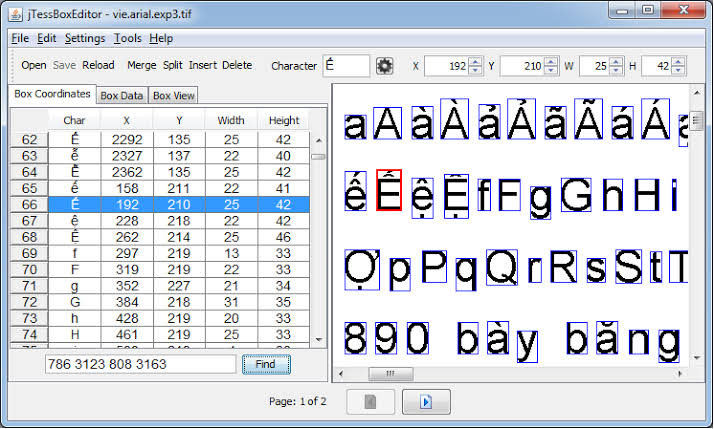 jTessBoxEditor - vie.arial.exp3.tif
File Edit Settings Tools Help
Open Save Reload Merge Split Insert Delete Character Ế X 192 Y 210 W 25 H 42
Box Coordinates Box Data Box View
Char X Y Width Height
62 Ể 2292 135 25 42
63 ễ 2327 137 22 40
64 Ễ 2362 135 25 42
65 ế 158 211 22 41
66 Ế 192 210 25 42
67 ệ 228 218 22 42
68 Ệ 262 214 25 46
69 f 297 219 13 33
70 F 319 219 22 33
71 g 352 227 21 34
72 G 384 218 31 35
73 h 428 219 20 33
74 H 461 219 25 33
786 3123 808 3163 Find
a A à À ả Ả ã Ã á Á
ế Ế ệ Ệ f F g G h H i
Ợ p P q Q r R s S t T
8 9 0 bày băng
Page: 1 of 2